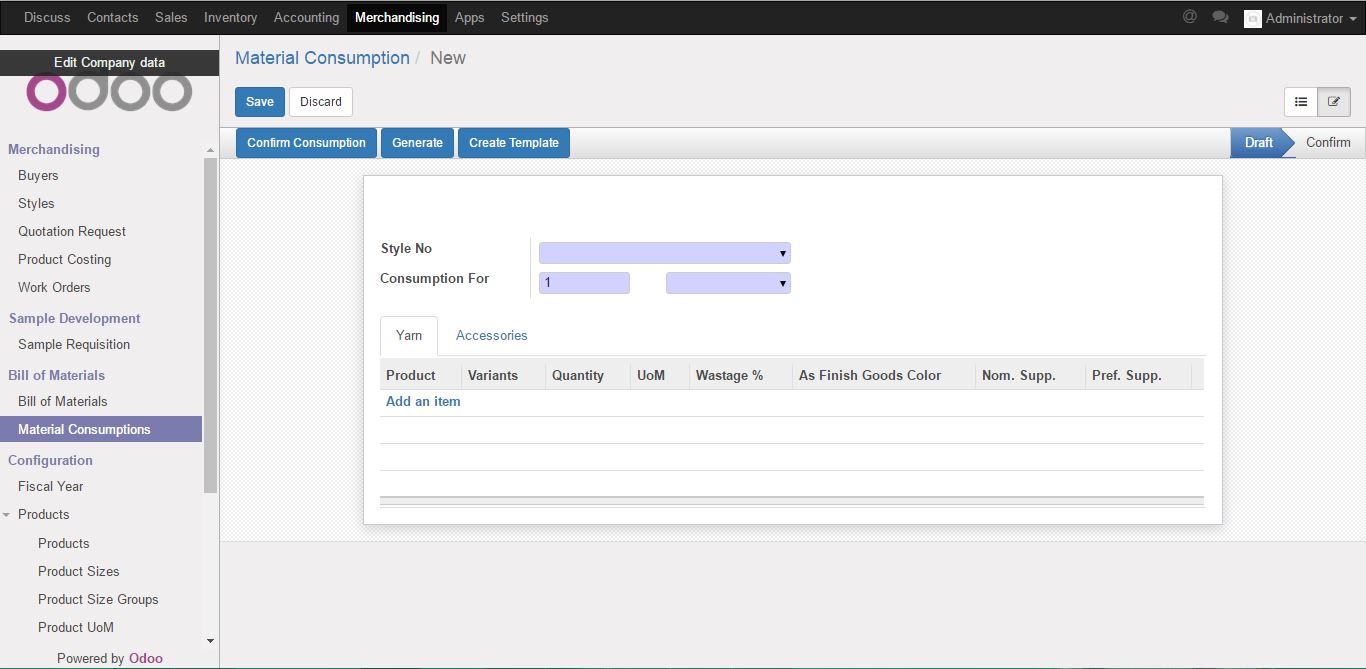 Discuss Contacts Sales Inventory Accounting Merchandising Apps Settings @ Administrator
Edit Company data
odoo
Merchandising
Buyers
Styles
Quotation Request
Product Costing
Work Orders
Sample Development
Sample Requisition
Bill of Materials
Bill of Materials
Material Consumptions
Configuration
Fiscal Year
Products
Products
Product Sizes
Product Size Groups
Product UoM
Powered by Odoo
Material Consumption / New
Save Discard
Confirm Consumption Generate Create Template Draft Confirm
Style No
Consumption For 1
Yarn Accessories
Product Variants Quantity UoM Wastage % As Finish Goods Color Nom. Supp. Pref. Supp.
Add an item